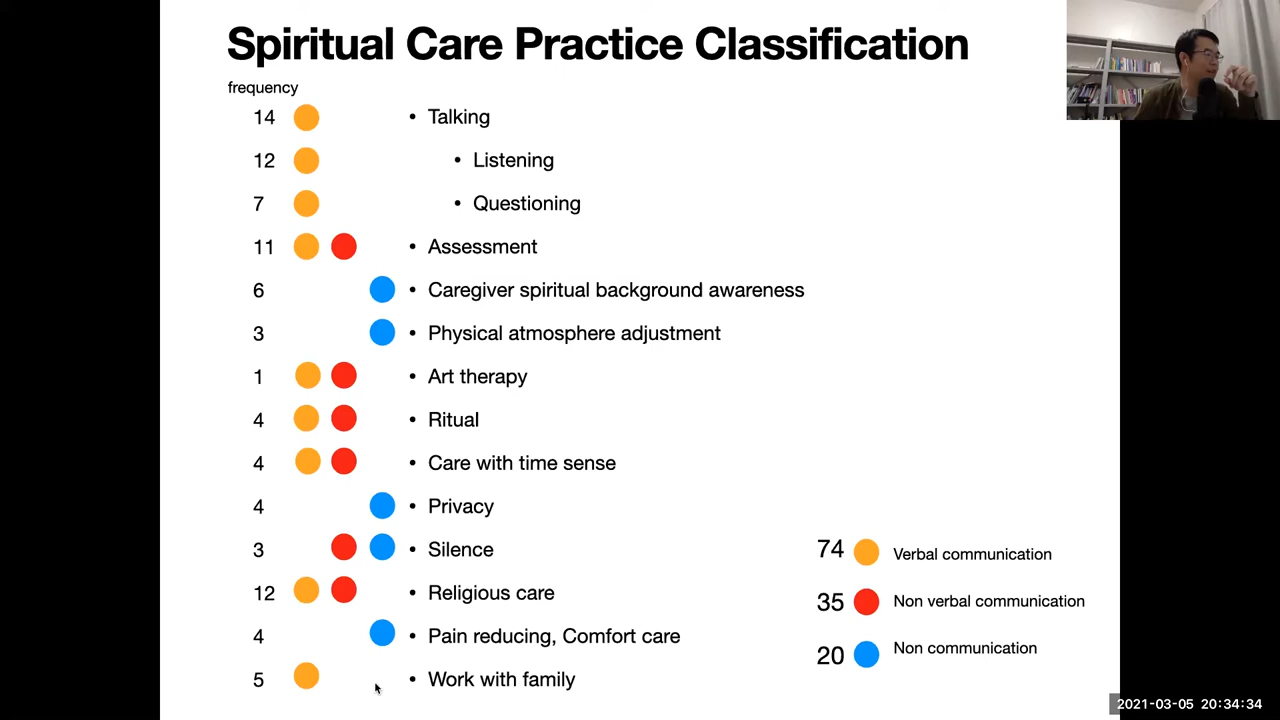 Spiritual Care Practice Classification
frequency
14 • Talking
12 • Listening
7 • Questioning
11 • Assessment
6 • Caregiver spiritual background awareness
3 • Physical atmosphere adjustment
1 • Art therapy
4 • Ritual
4 • Care with time sense
4 • Privacy
3 • Silence
12 • Religious care
4 • Pain reducing, Comfort care
5 • Work with family
74 Verbal communication
35 Non verbal communication
20 Non communication
2021-03-05 20:34:34